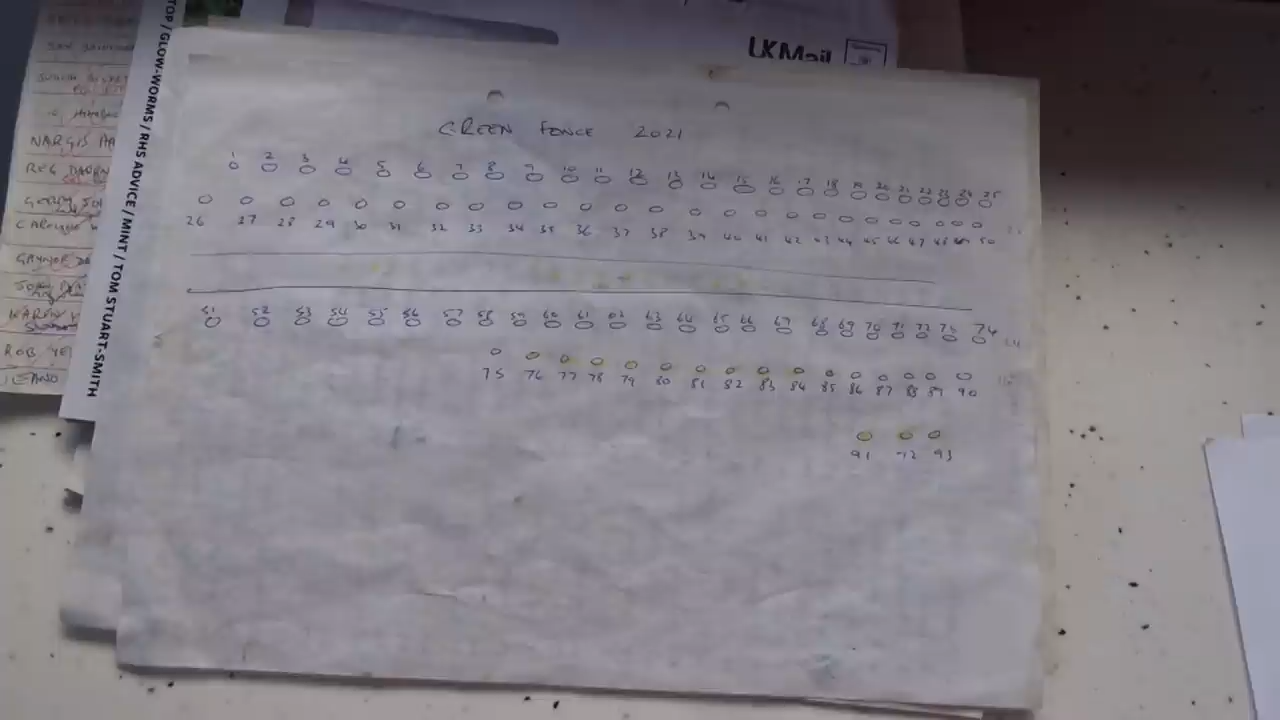 UKMail
TOP / GLOW-WORMS / RHS ADVICE / MINT / TOM STUART-SMITH
NARGIS
REG
ROB
GREEN FENCE 2021
1 2 3 4 5 6 7 8 9 10 11 12 13 14 15 16 17 18 19 20 21 22 23 24 25
26 27 28 29 30 31 32 33 34 35 36 37 38 39 40 41 42 43 44 45 46 47 48 49 50
51 52 53 54 55 56 57 58 59 60 61 62 63 64 65 66 67 68 69 70 71 72 73 74
75 76 77 78 79 80 81 82 83 84 85 86 87 88 89 90
91 92 93